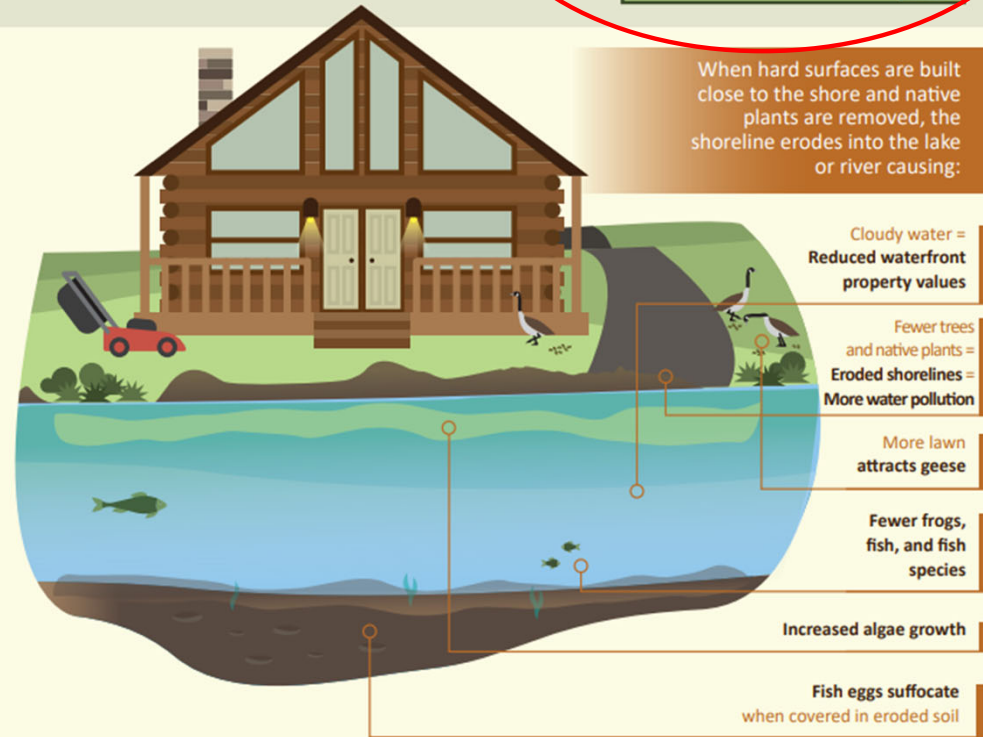 When hard surfaces are built
close to the shore and native
plants are removed, the
shoreline erodes into the lake
or river causing:
Cloudy water =
Reduced waterfront
property values
Fewer trees
and native plants =
Eroded shorelines =
More water pollution
More lawn
attracts geese
Fewer frogs,
fish, and fish
species
Increased algae growth
Fish eggs suffocate
when covered in eroded soil